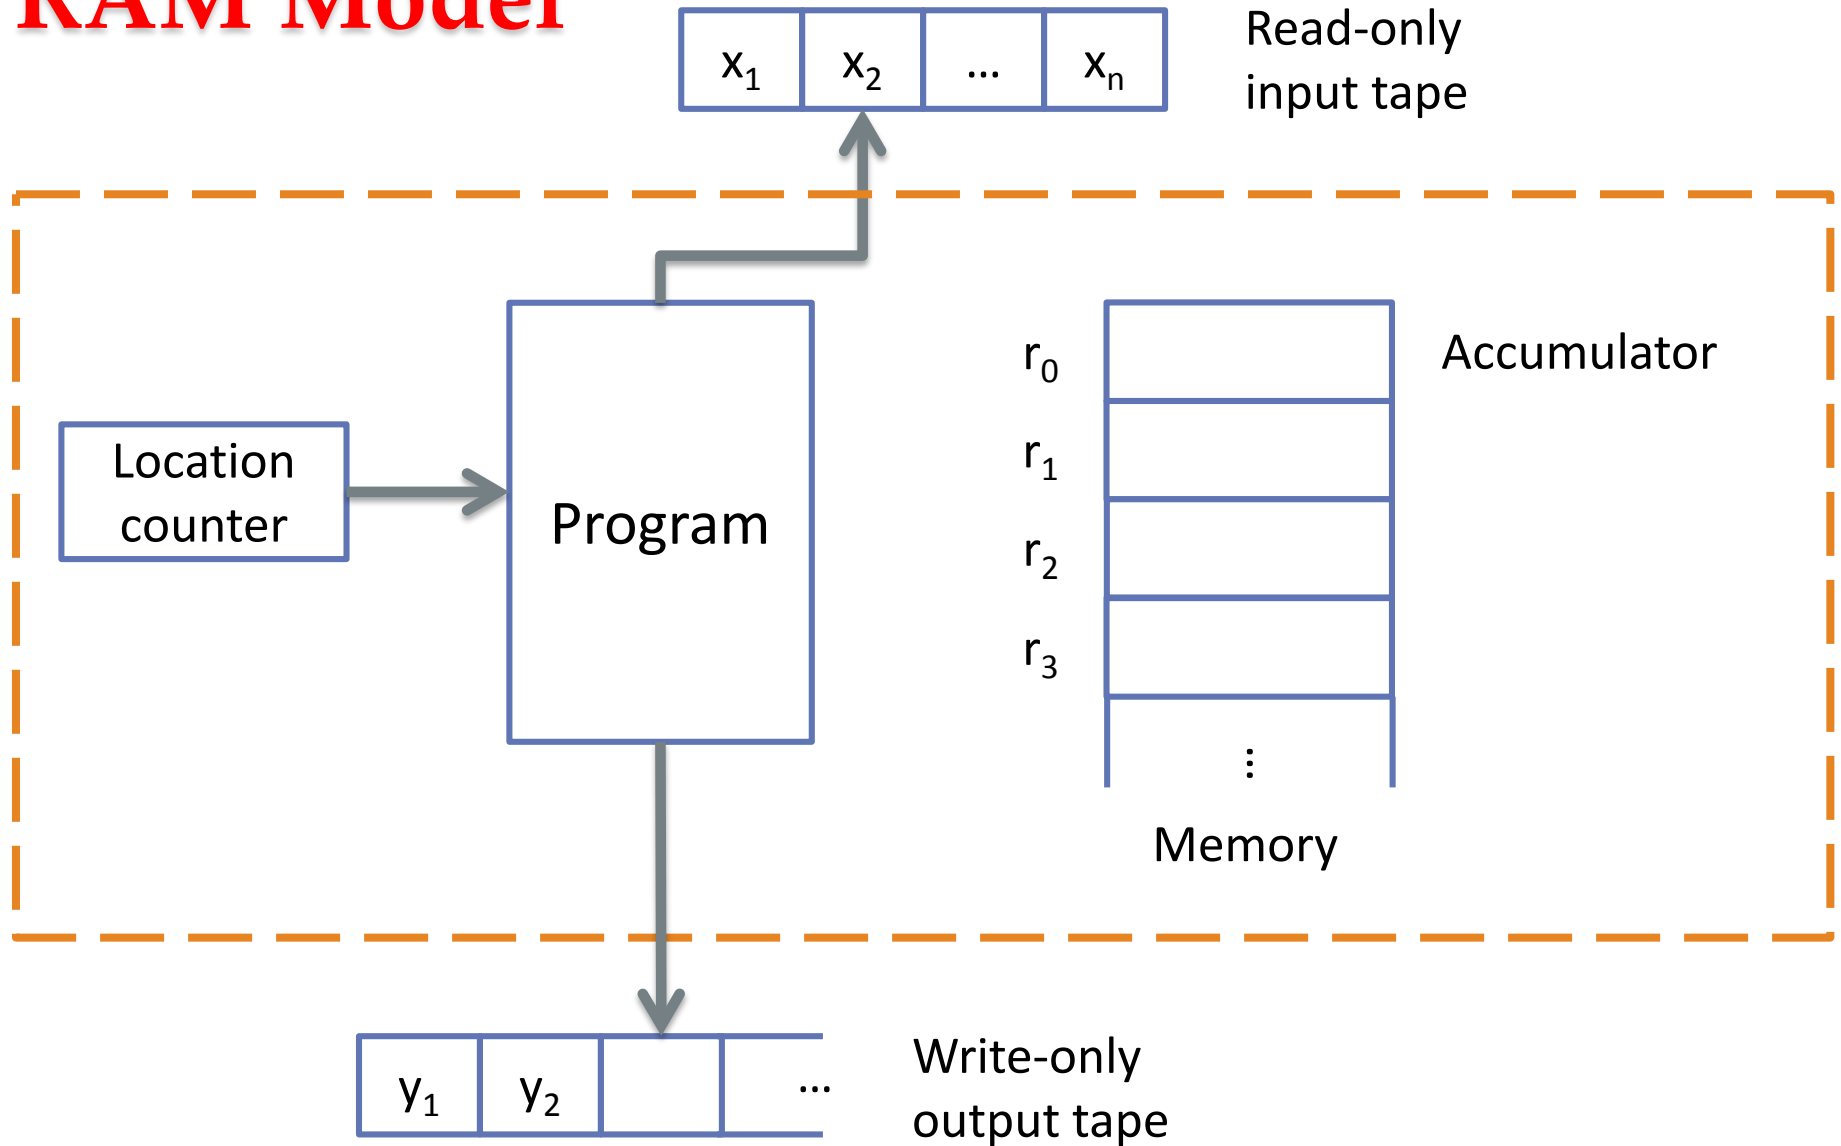 RAM Model
x1 x2 ... xn
Read-only
input tape
Location
counter
Program
r0
Accumulator
r1
r2
r3
...
Memory
y1 y2 ...
Write-only
output tape